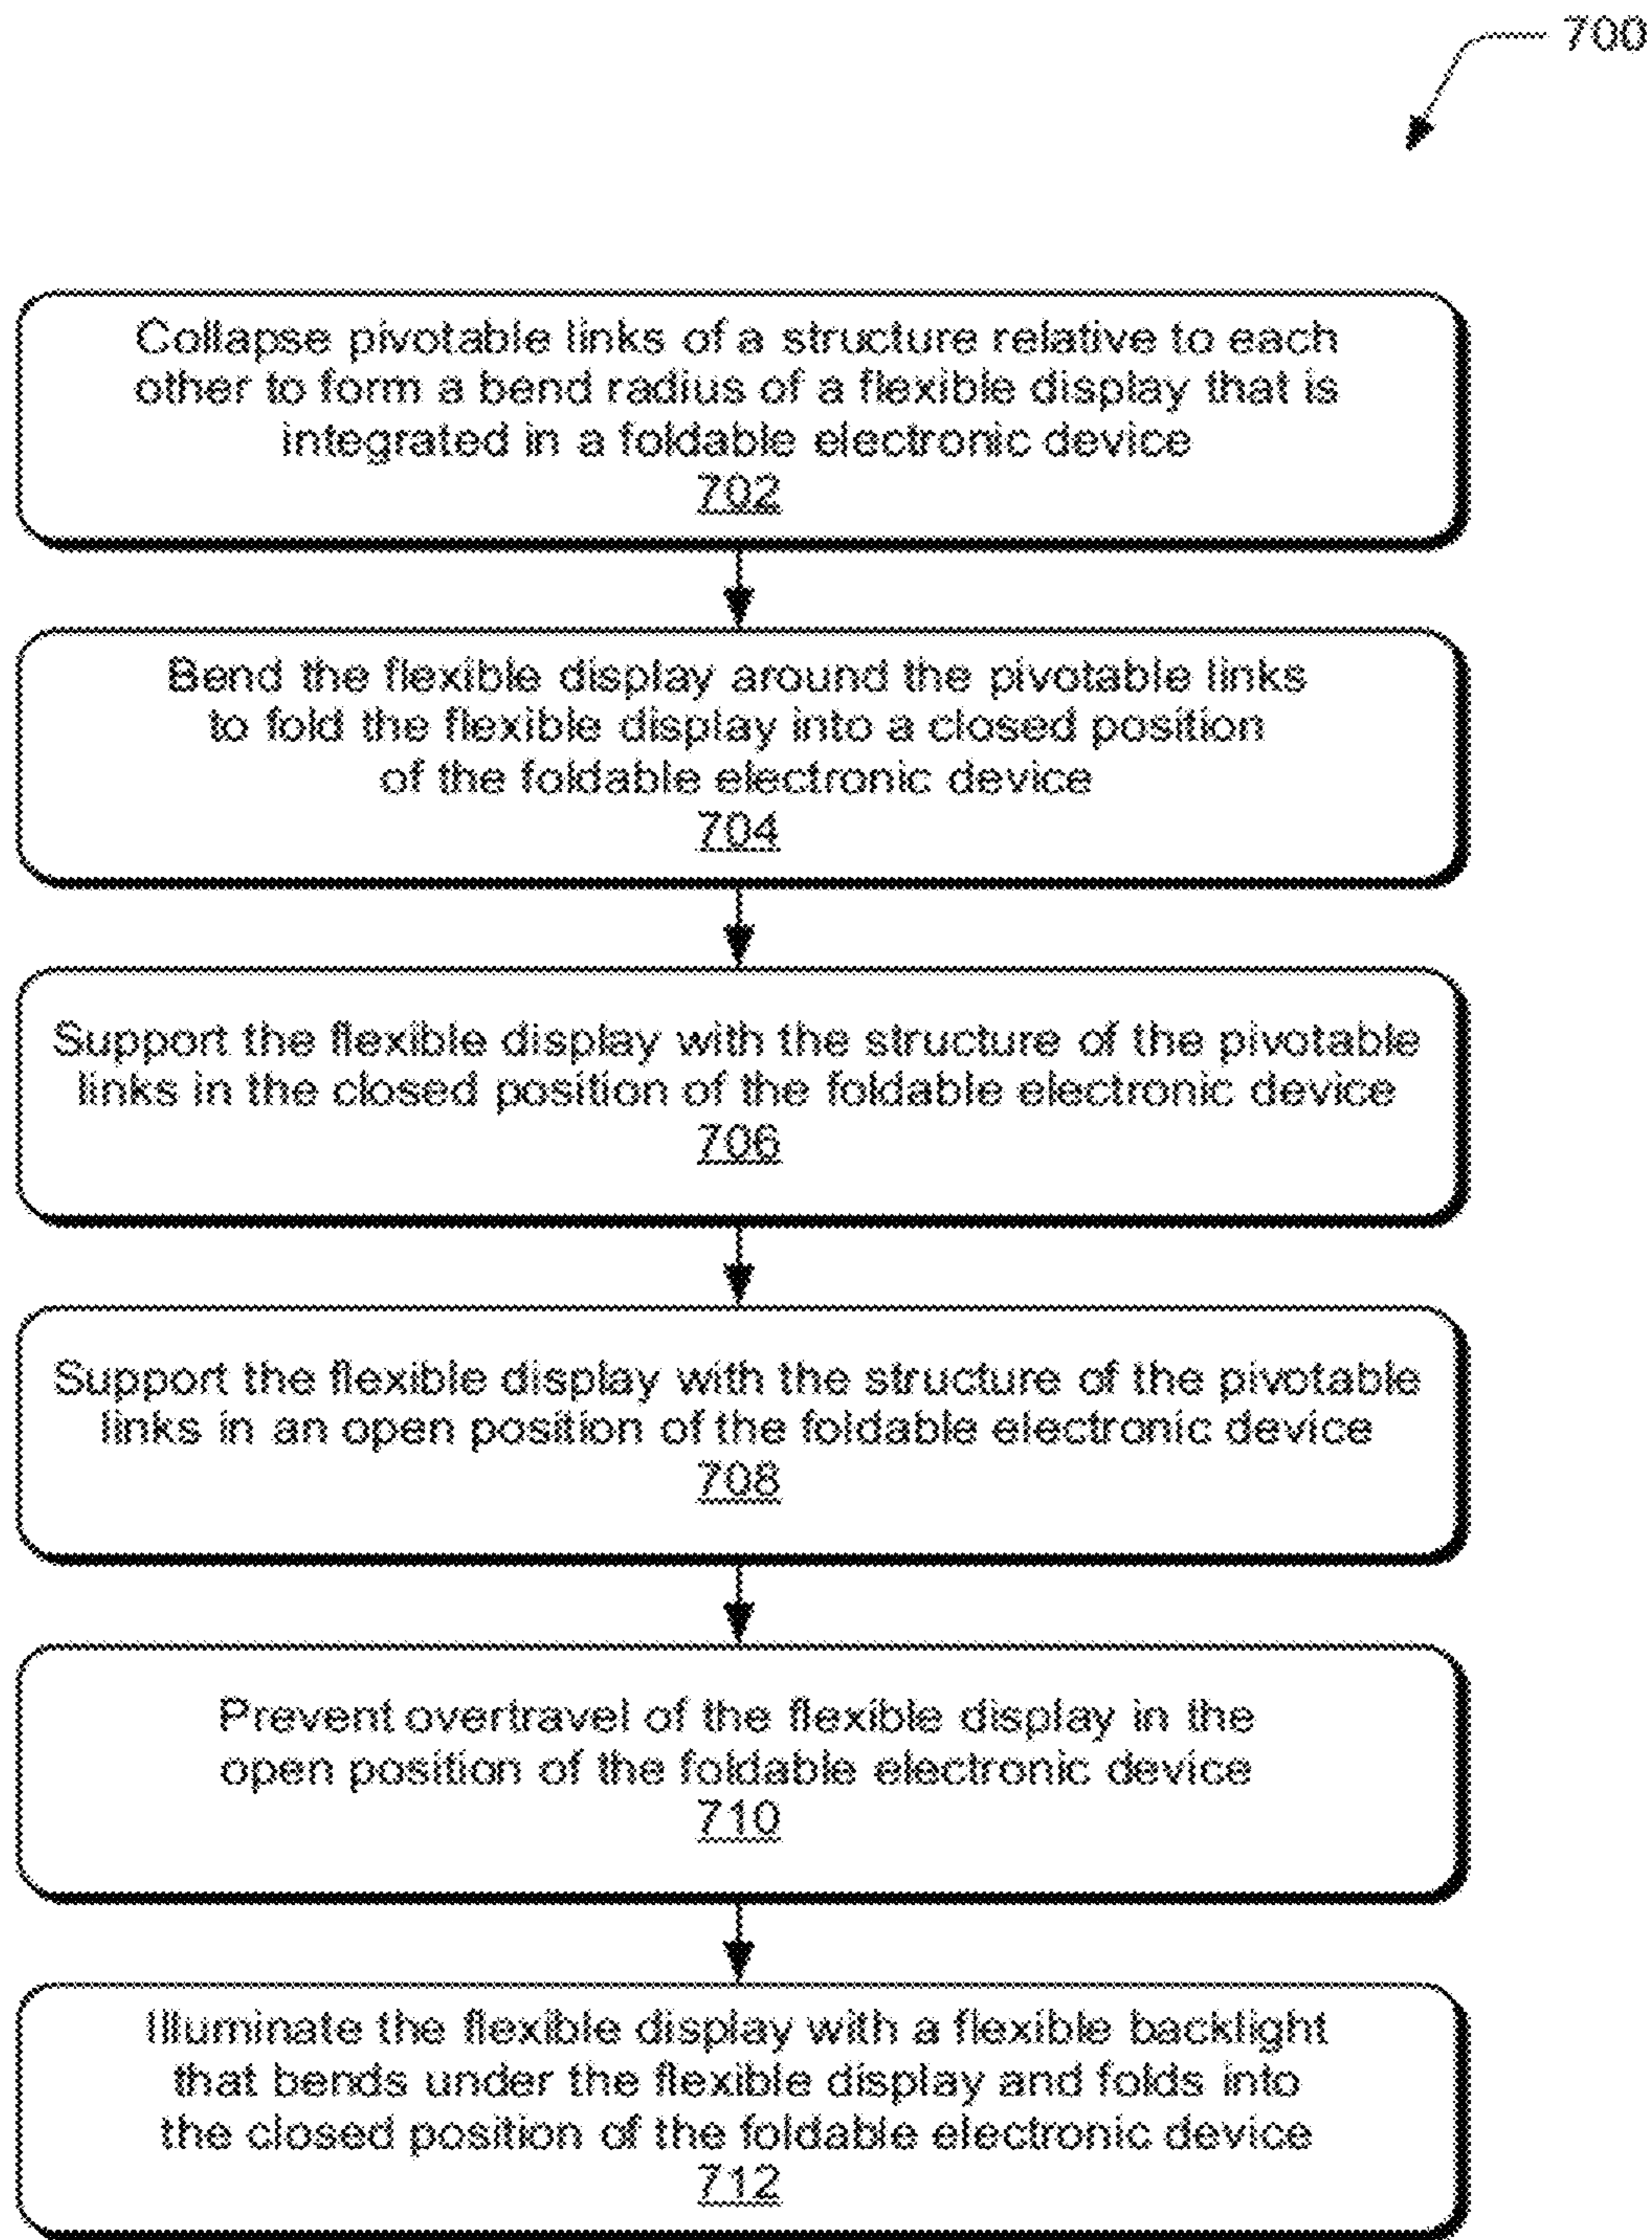 700
Collapse pivotable links of a structure relative to each
other to form a bend radius of a flexible display that is
integrated in a foldable electronic device
702
Bend the flexible display around the pivotable links
to fold the flexible display into a closed position
of the foldable electronic device
704
Support the flexible display with the structure of the pivotable
links in the closed position of the foldable electronic device
706
Support the flexible display with the structure of the pivotable
links in an open position of the foldable electronic device
708
Prevent overtravel of the flexible display in the
open position of the foldable electronic device
710
Illuminate the flexible display with a flexible backlight
that bends under the flexible display and folds into
the closed position of the foldable electronic device
712